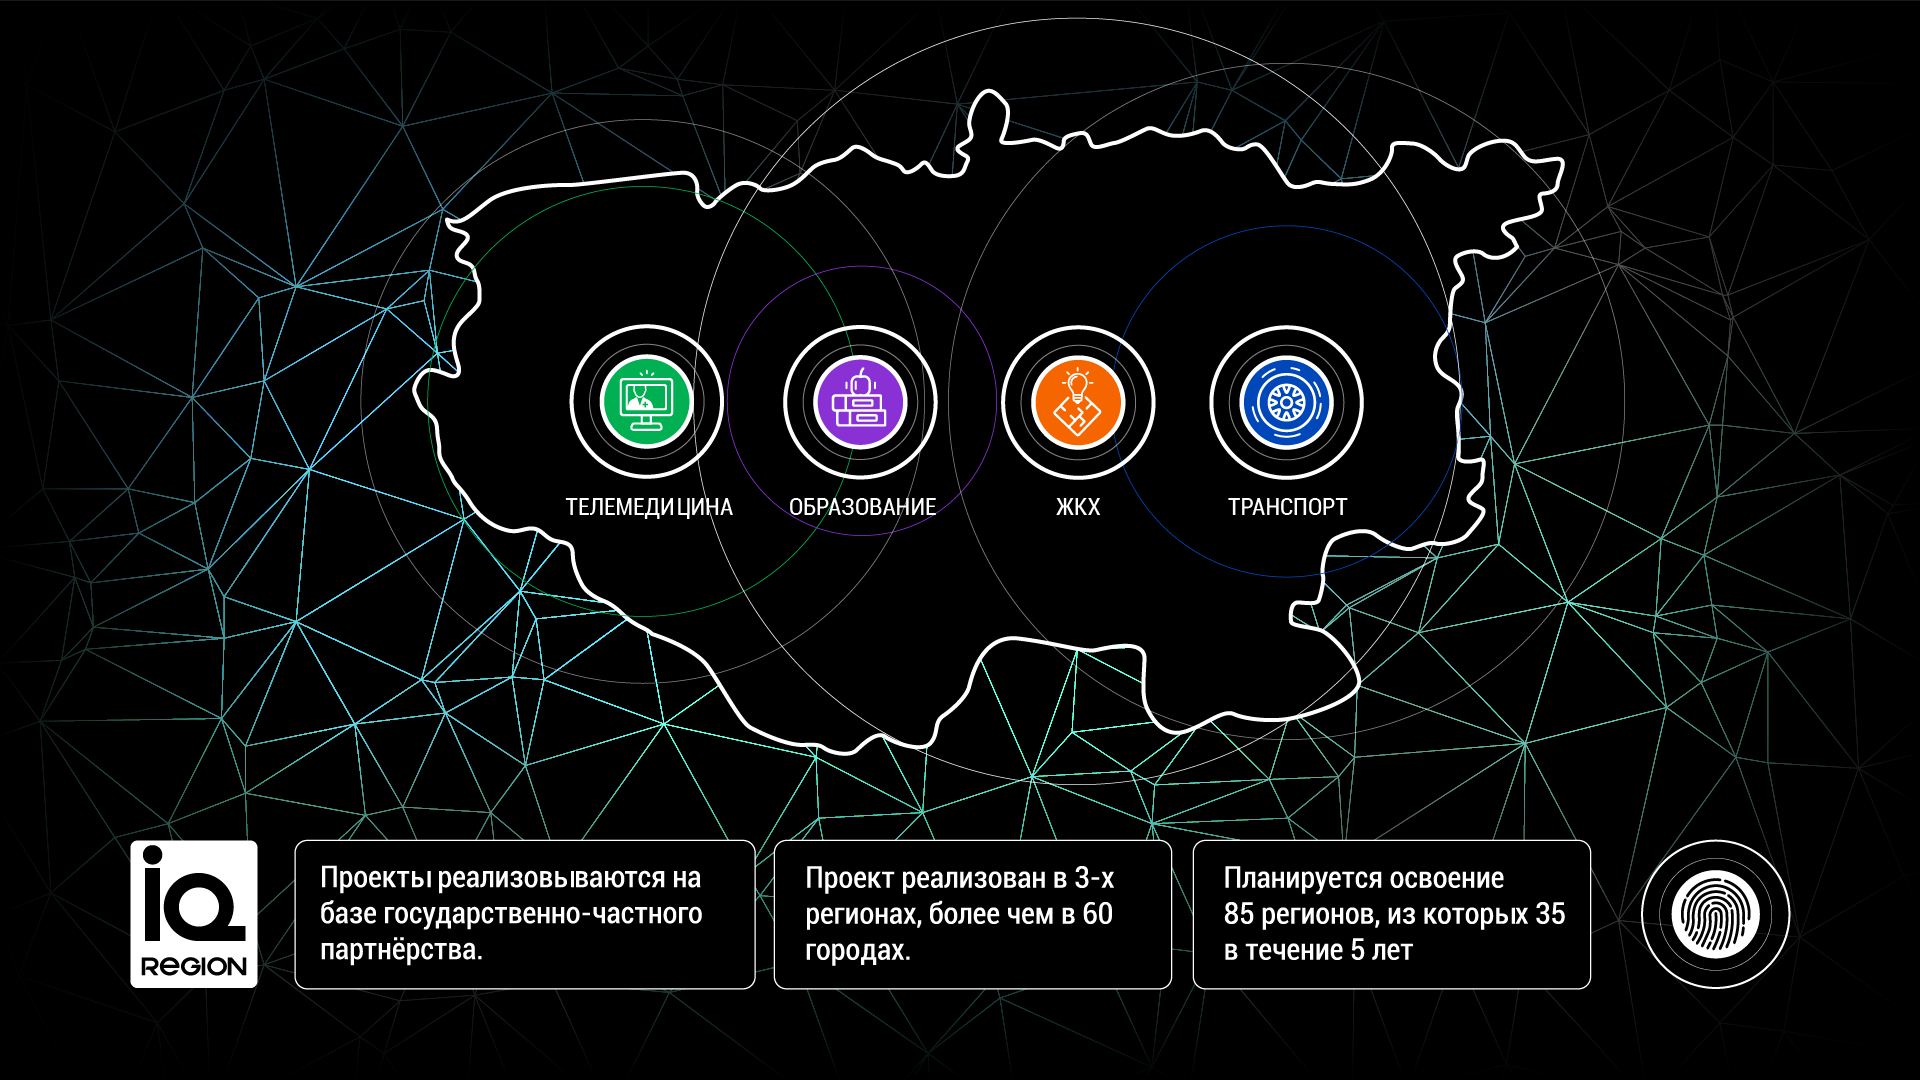 ТЕЛЕМЕДИЦИНА
ОБРАЗОВАНИЕ
ЖКХ
ТРАНСПОРТ
iQ
REGION
Проекты реализовываются на
базе государственно-частного
партнёрства.
Проект реализован в 3-х
регионах, более чем в 60
городах.
Планируется освоение
85 регионов, из которых 35
в течение 5 лет